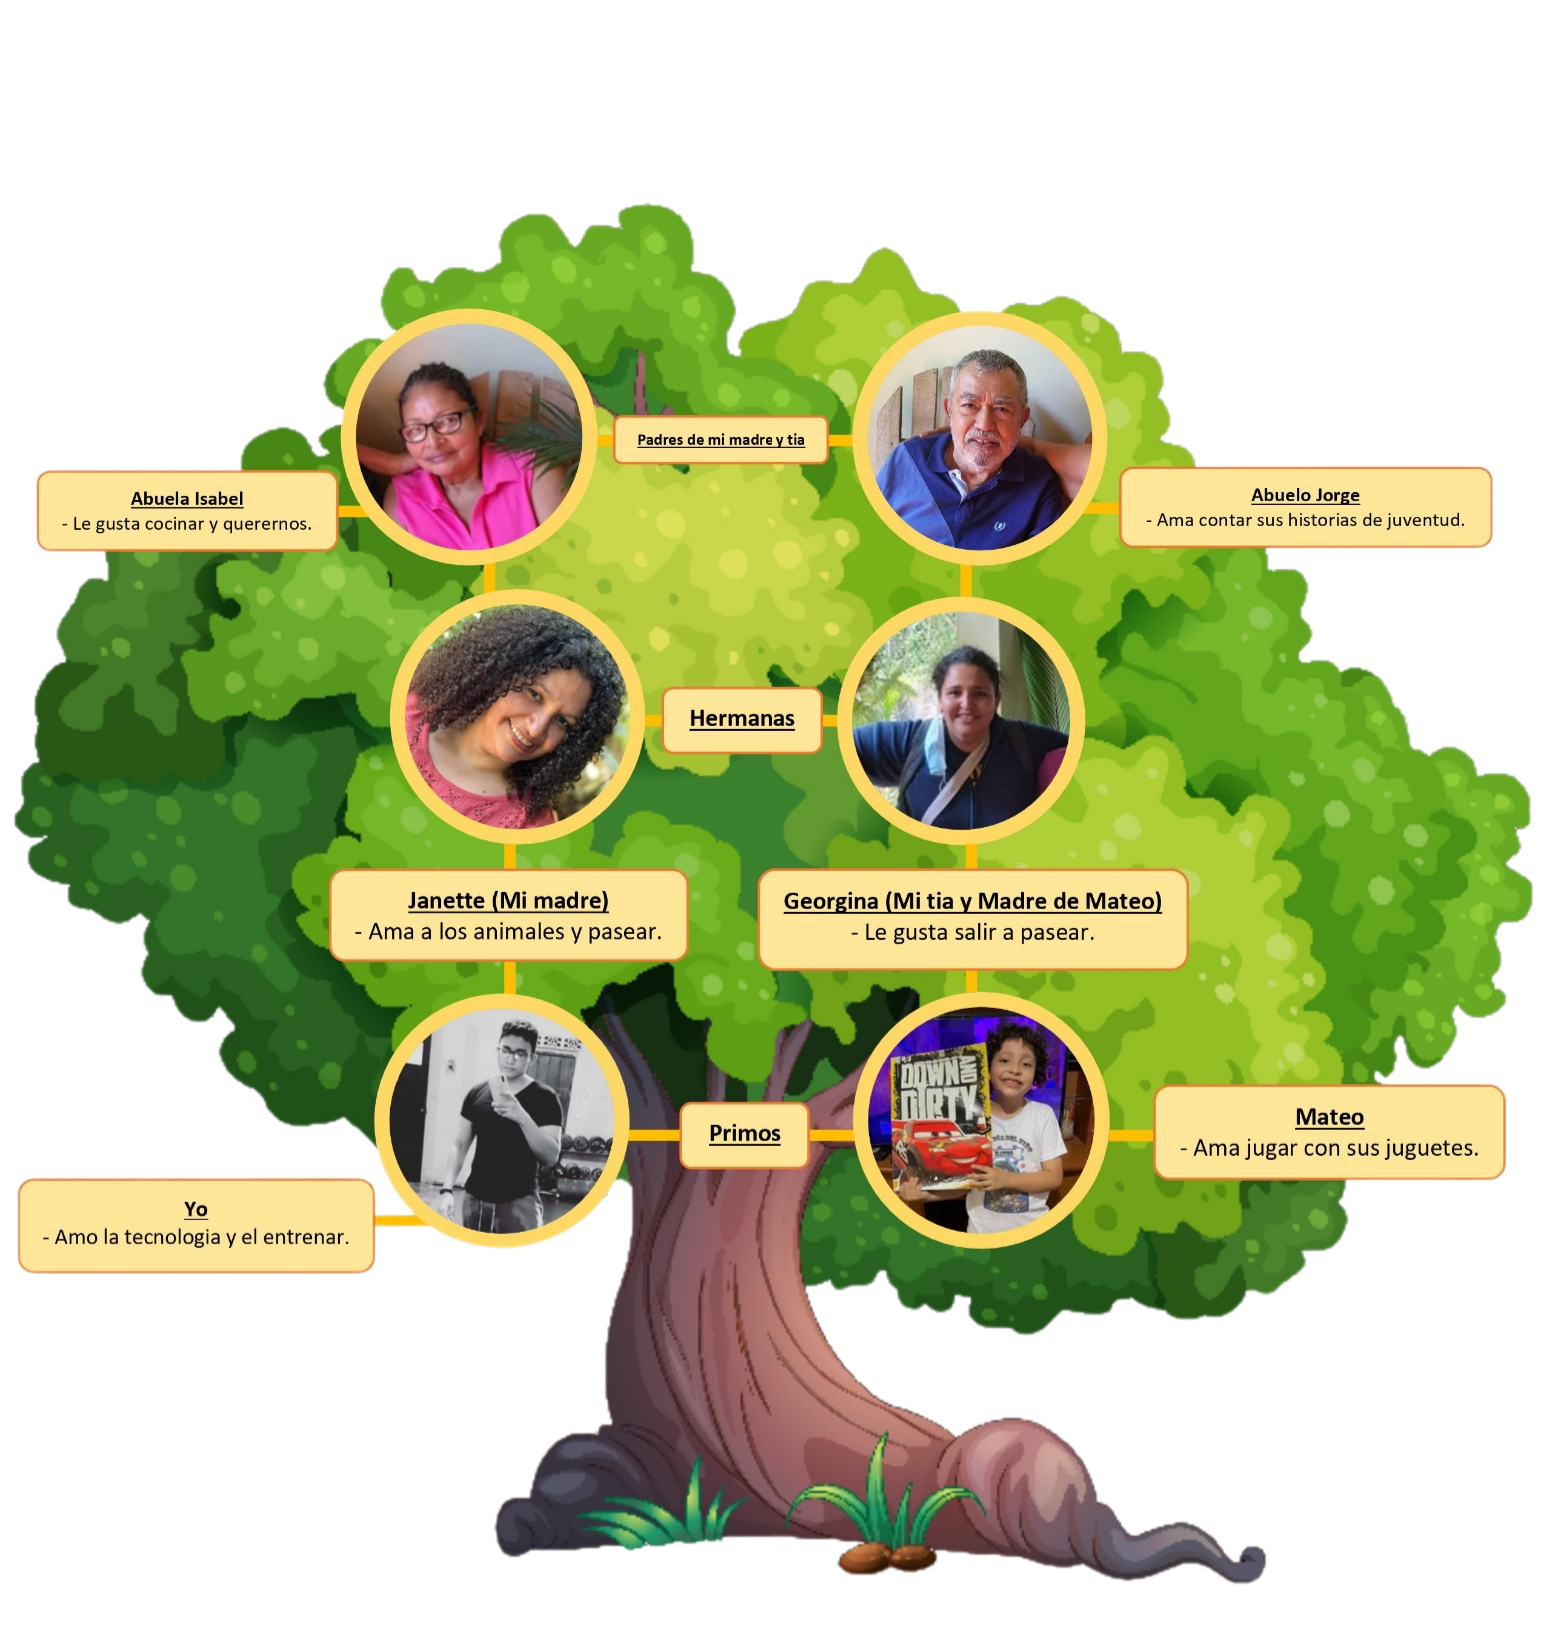 Padres de mi madre y tia
Abuela Isabel
- Le gusta cocinar y querernos.
Abuelo Jorge
- Ama contar sus historias de juventud.
Hermanas
Janette (Mi madre)
- Ama a los animales y pasear.
Georgina (Mi tia y Madre de Mateo)
- Le gusta salir a pasear.
DOWN
AND
DIRTY
Primos
Mateo
- Ama jugar con sus juguetes.
Yo
- Amo la tecnologia y el entrenar.